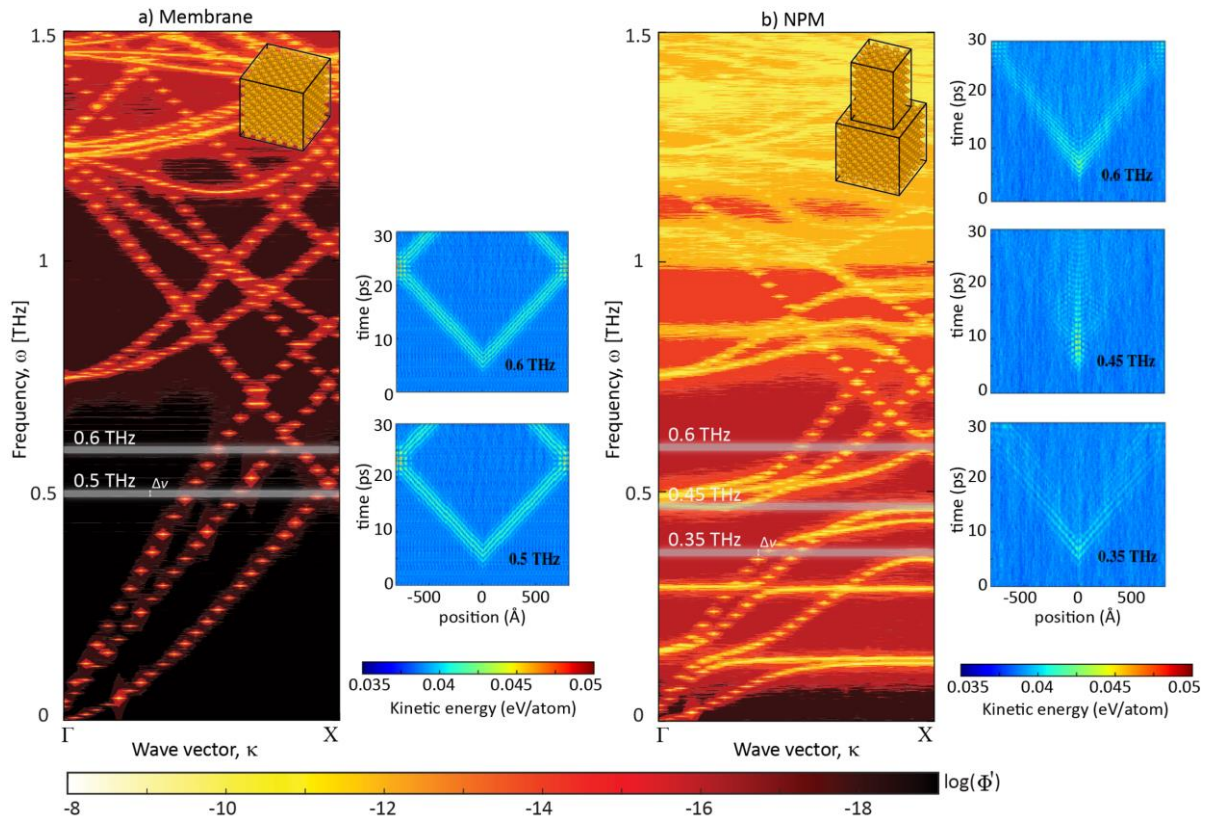 a) Membrane
1.5
1
0.5
0
Frequency, ω [THz]
0.6 THz
0.5 THz
Δν
Γ
X
Wave vector, κ
30
20
10
0
time (ps)
0.6 THz
30
20
10
0
time (ps)
0.5 THz
-500
0
500
position (Å)
0.035
0.04
0.045
0.05
Kinetic energy (eV/atom)
b) NPM
1.5
1
0.5
0
Frequency, ω [THz]
0.6 THz
0.45 THz
0.35 THz
Δν
Γ
X
Wave vector, κ
30
20
10
0
time (ps)
0.6 THz
30
20
10
0
time (ps)
0.45 THz
30
20
10
0
time (ps)
0.35 THz
-500
0
500
position (Å)
0.035
0.04
0.045
0.05
Kinetic energy (eV/atom)
-8
-10
-12
-14
-16
-18
log(Φ')